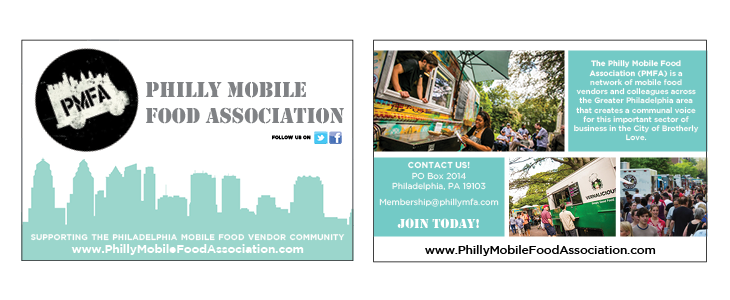 PMFA
PHILLY MOBILE
FOOD ASSOCIATION
FOLLOW US ON
SUPPORTING THE PHILADELPHIA MOBILE FOOD VENDOR COMMUNITY
www.PhillyMobileFoodAssociation.com
The Philly Mobile Food
Association (PMFA) is a
network of mobile food
vendors and colleagues across
the Greater Philadelphia area
that creates a communal voice
for this important sector of
business in the City of Brotherly
Love.
CONTACT US!
PO Box 2014
Philadelphia, PA 19103
Membership@phillymfa.com
JOIN TODAY!
VERNALICIOUS
www.PhillyMobileFoodAssociation.com